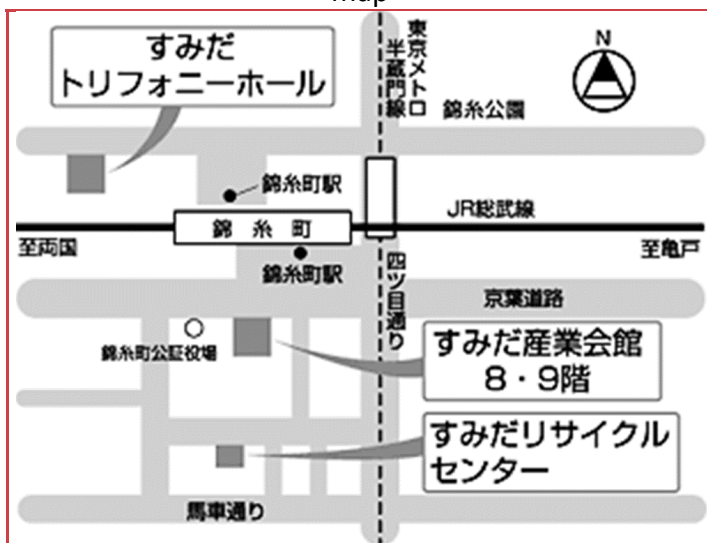 map
すみだ
トリフォニーホール
東京メトロ
半蔵門線
N
錦糸公園
錦糸町駅
JR総武線
錦糸町
至両国
至亀戸
錦糸町駅
四ツ目通り
京葉道路
錦糸町公証役場
すみだ産業会館
8・9階
すみだリサイクル
センター
馬車通り